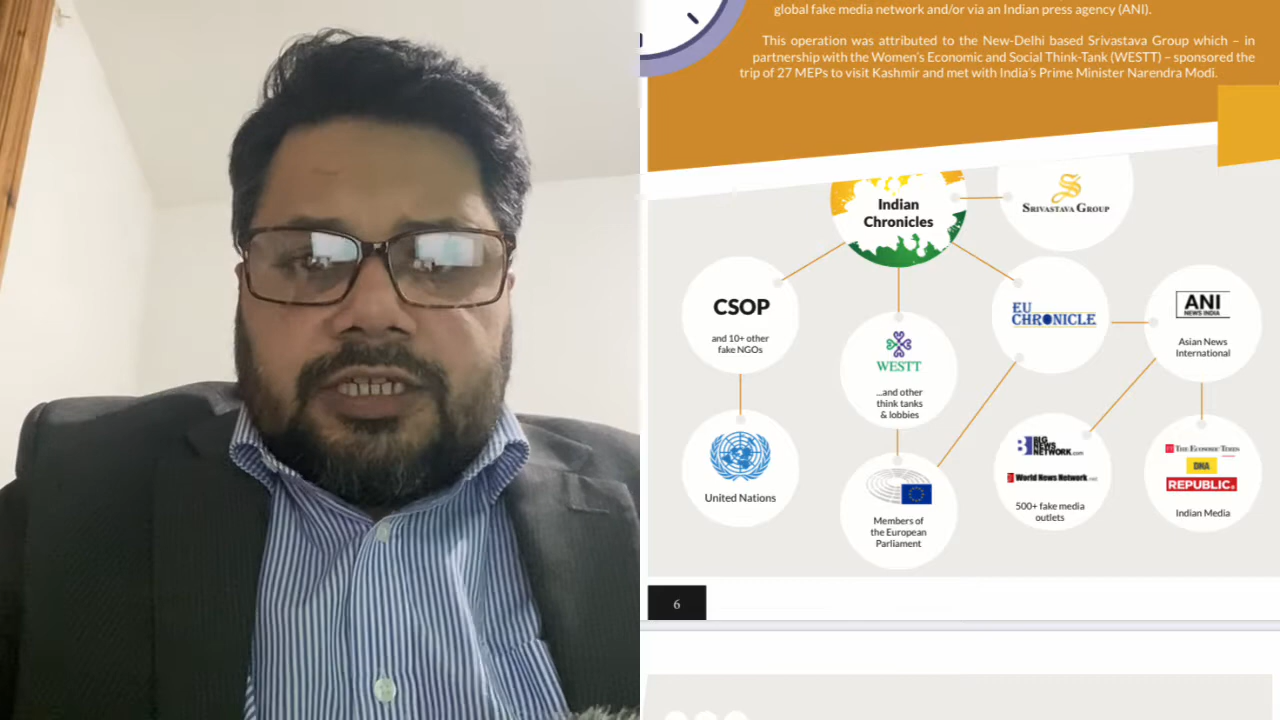 global fake media network and/or via an Indian press agency (ANI).
This operation was attributed to the New-Delhi based Srivastava Group which – in
partnership with the Women's Economic and Social Think-Tank (WESTT) – sponsored the
trip of 27 MEPs to visit Kashmir and met with India's Prime Minister Narendra Modi.
Indian
Chronicles
S
SRIVASTAVA GROUP
CSOP
and 10+ other
fake NGOs
WESTT
...and other
think tanks
& lobbies
EU
CHRONICLE
ANI
NEWS INDIA
Asian News
International
United Nations
Members of
the European
Parliament
BIG
NEWS
NETWORK.com
World News Network.net
500+ fake media
outlets
THE ECONOMIC TIMES
DNA
REPUBLIC.
Indian Media
6